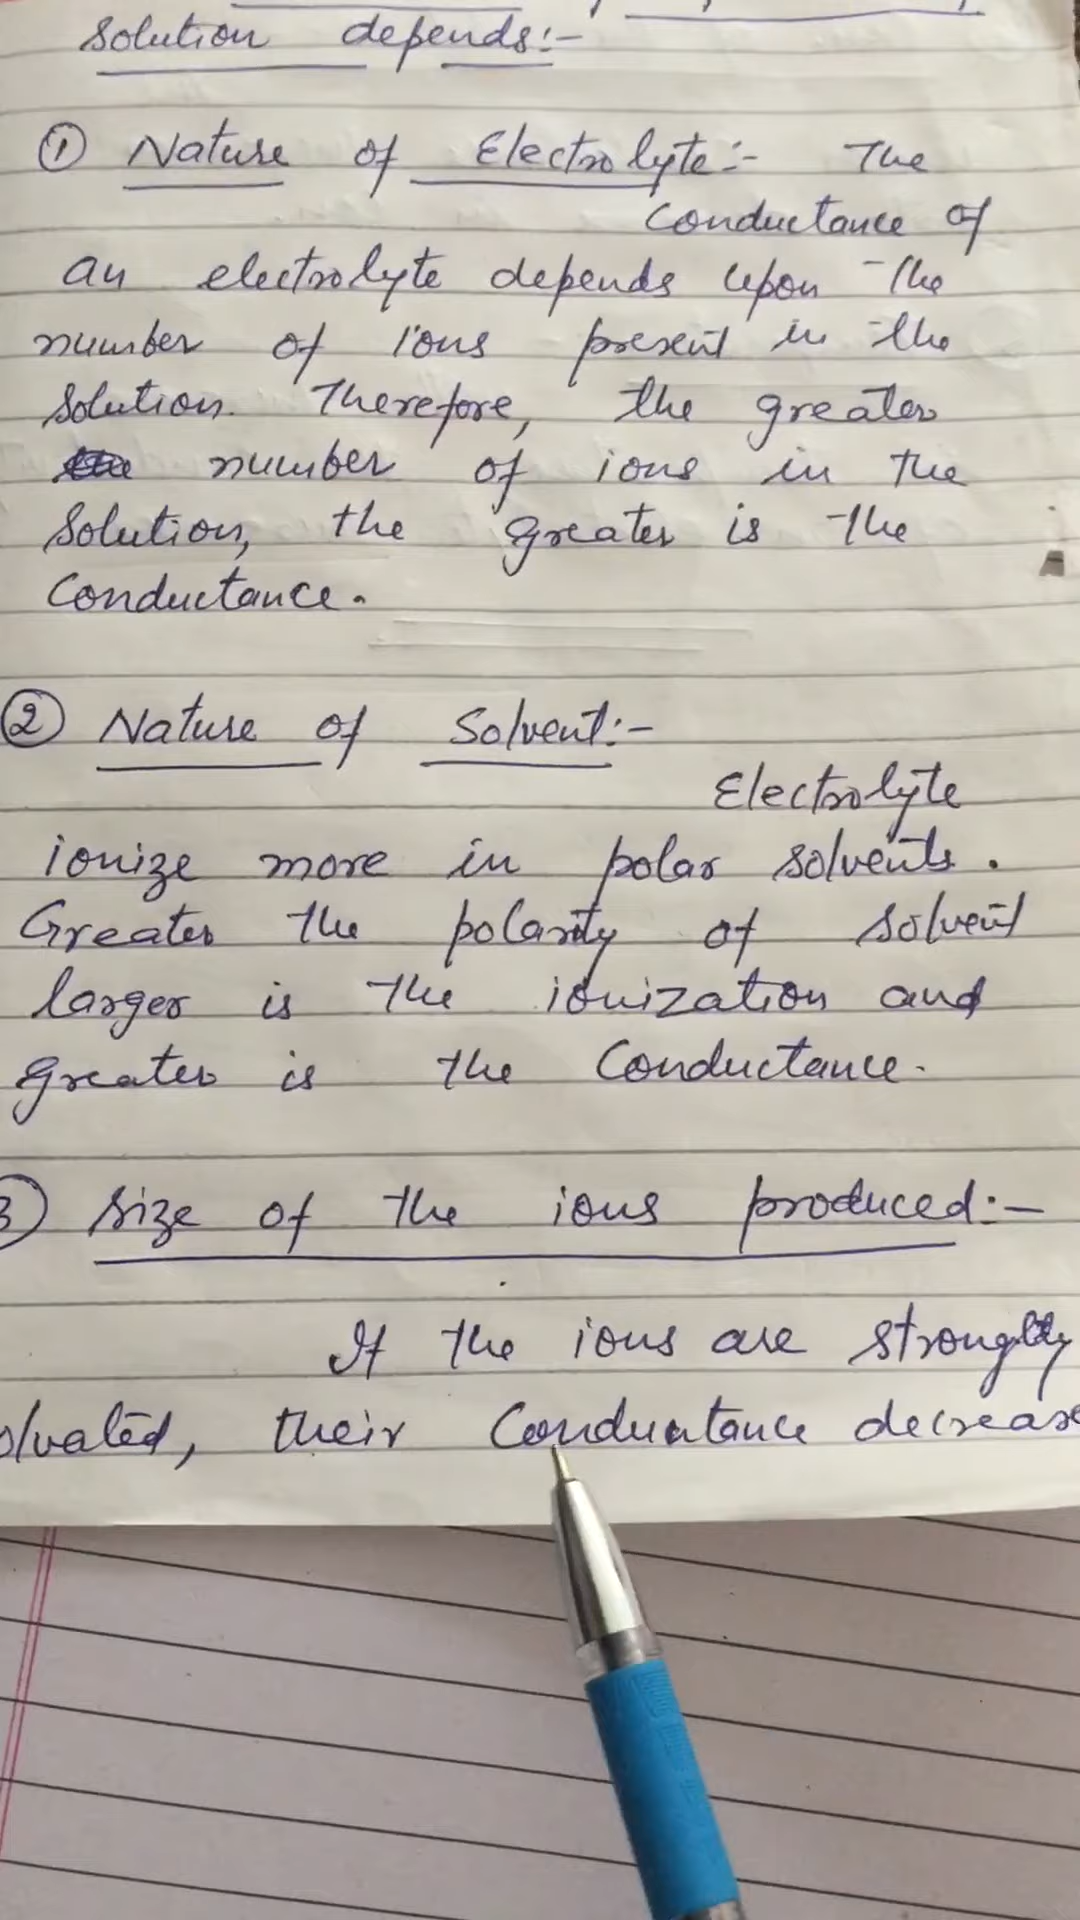 solution depends:-
① Nature of Electrolyte:- The
Conductance of
an electrolyte depends upon the
number of ions present in the
solution. Therefore, the greater
number of ions in the
solution, the greater is the
Conductance.
② Nature of Solvent:-
Electrolyte
ionize more in polar solvents.
Greater the polarity of solvent
larger is the ionization and
greater is the Conductance.
3 Size of the ions produced:-
If the ions are strongly
olvated, their Conductance decreas